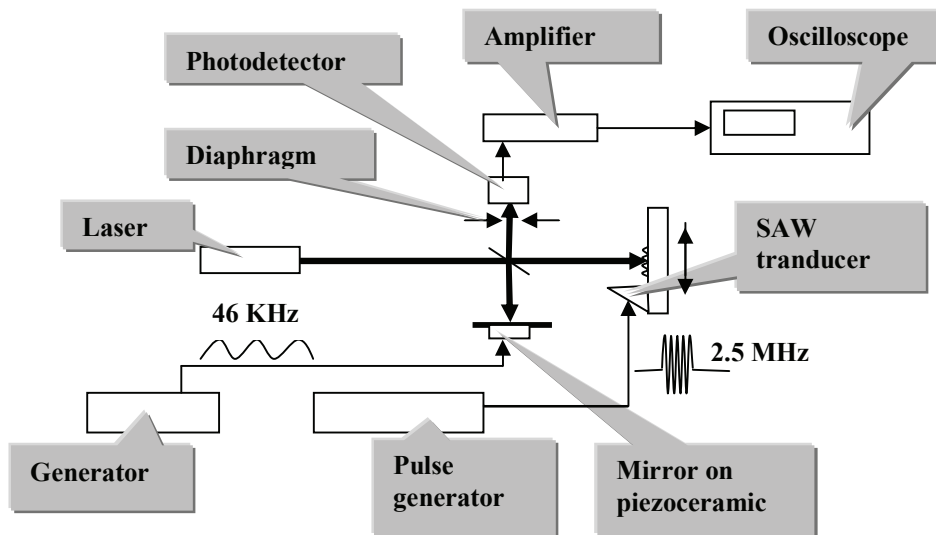 Amplifier
Oscilloscope
Photodetector
Diaphragm
Laser
SAW
tranducer
46 KHz
2.5 MHz
Generator
Pulse
generator
Mirror on
piezoceramic